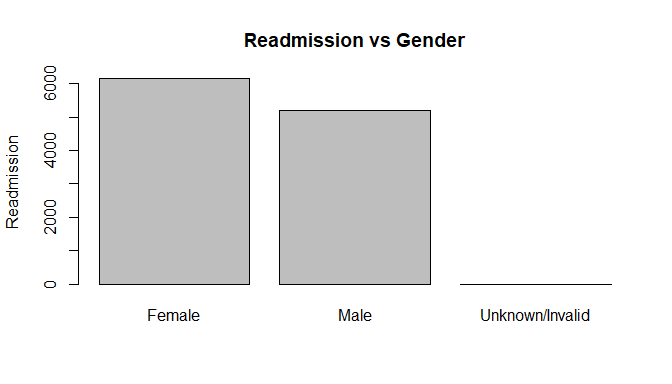 Readmission vs Gender
Readmission
6000
4000
2000
0
Female
Male
Unknown/Invalid